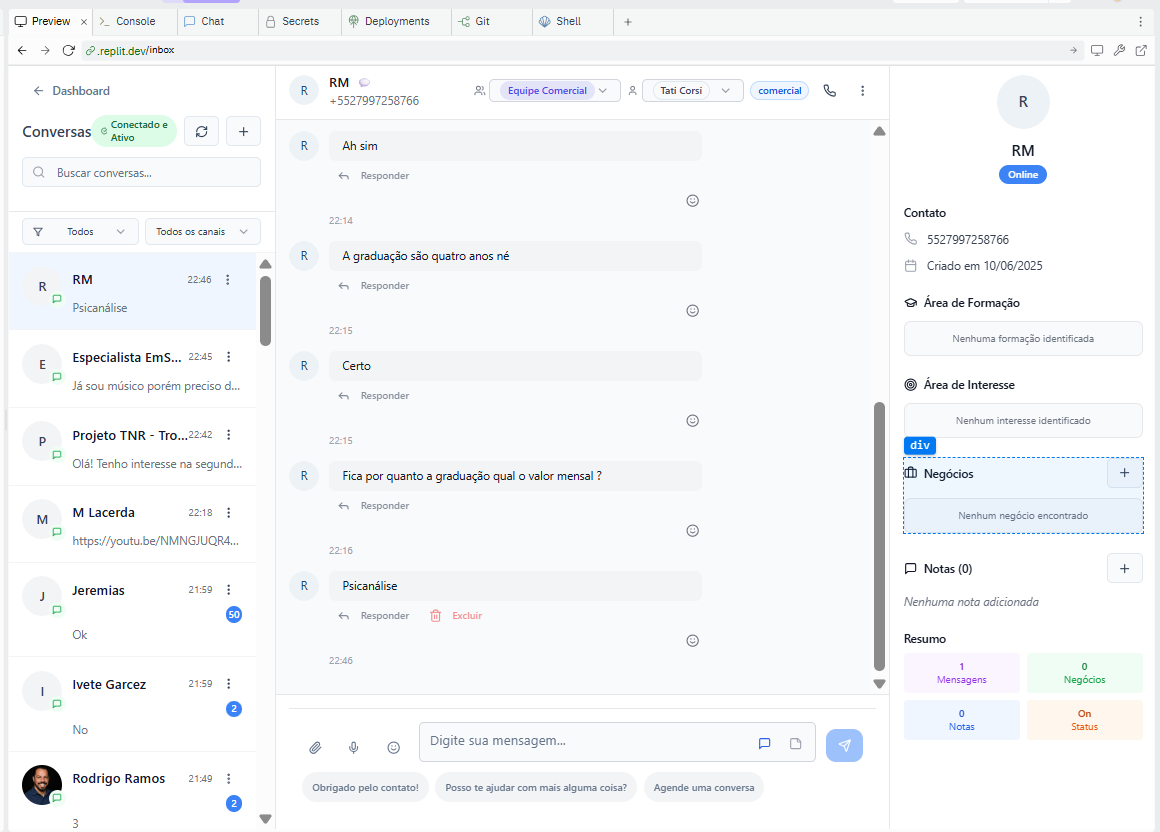 Preview
Console
Chat
Secrets
Deployments
Git
Shell
.replit.dev/inbox
Dashboard
Conversas
Conectado e
Ativo
Buscar conversas...
Todos
Todos os canais
R
RM
22:46
Psicanálise
E
Especialista EmS...
22:45
Já sou músico porém preciso d...
P
Projeto TNR - Tro...
22:42
Olá! Tenho interesse na segund...
M
M Lacerda
22:18
https://youtu.be/NMNGJUQR4...
J
Jeremias
21:59
50
Ok
I
Ivete Garcez
21:59
2
No
Rodrigo Ramos
21:49
2
3
R
RM
+5527997258766
Equipe Comercial
Tati Corsi
comercial
R
Ah sim
Responder
22:14
R
A graduação são quatro anos né
Responder
22:15
R
Certo
Responder
22:15
R
Fica por quanto a graduação qual o valor mensal ?
Responder
22:16
R
Psicanálise
Responder
Excluir
22:46
Digite sua mensagem...
Obrigado pelo contato!
Posso te ajudar com mais alguma coisa?
Agende uma conversa
R
RM
Online
Contato
5527997258766
Criado em 10/06/2025
Área de Formação
Nenhuma formação identificada
Área de Interesse
Nenhum interesse identificado
div
Negócios
Nenhum negócio encontrado
Notas (0)
Nenhuma nota adicionada
Resumo
1
Mensagens
0
Negócios
0
Notas
On
Status